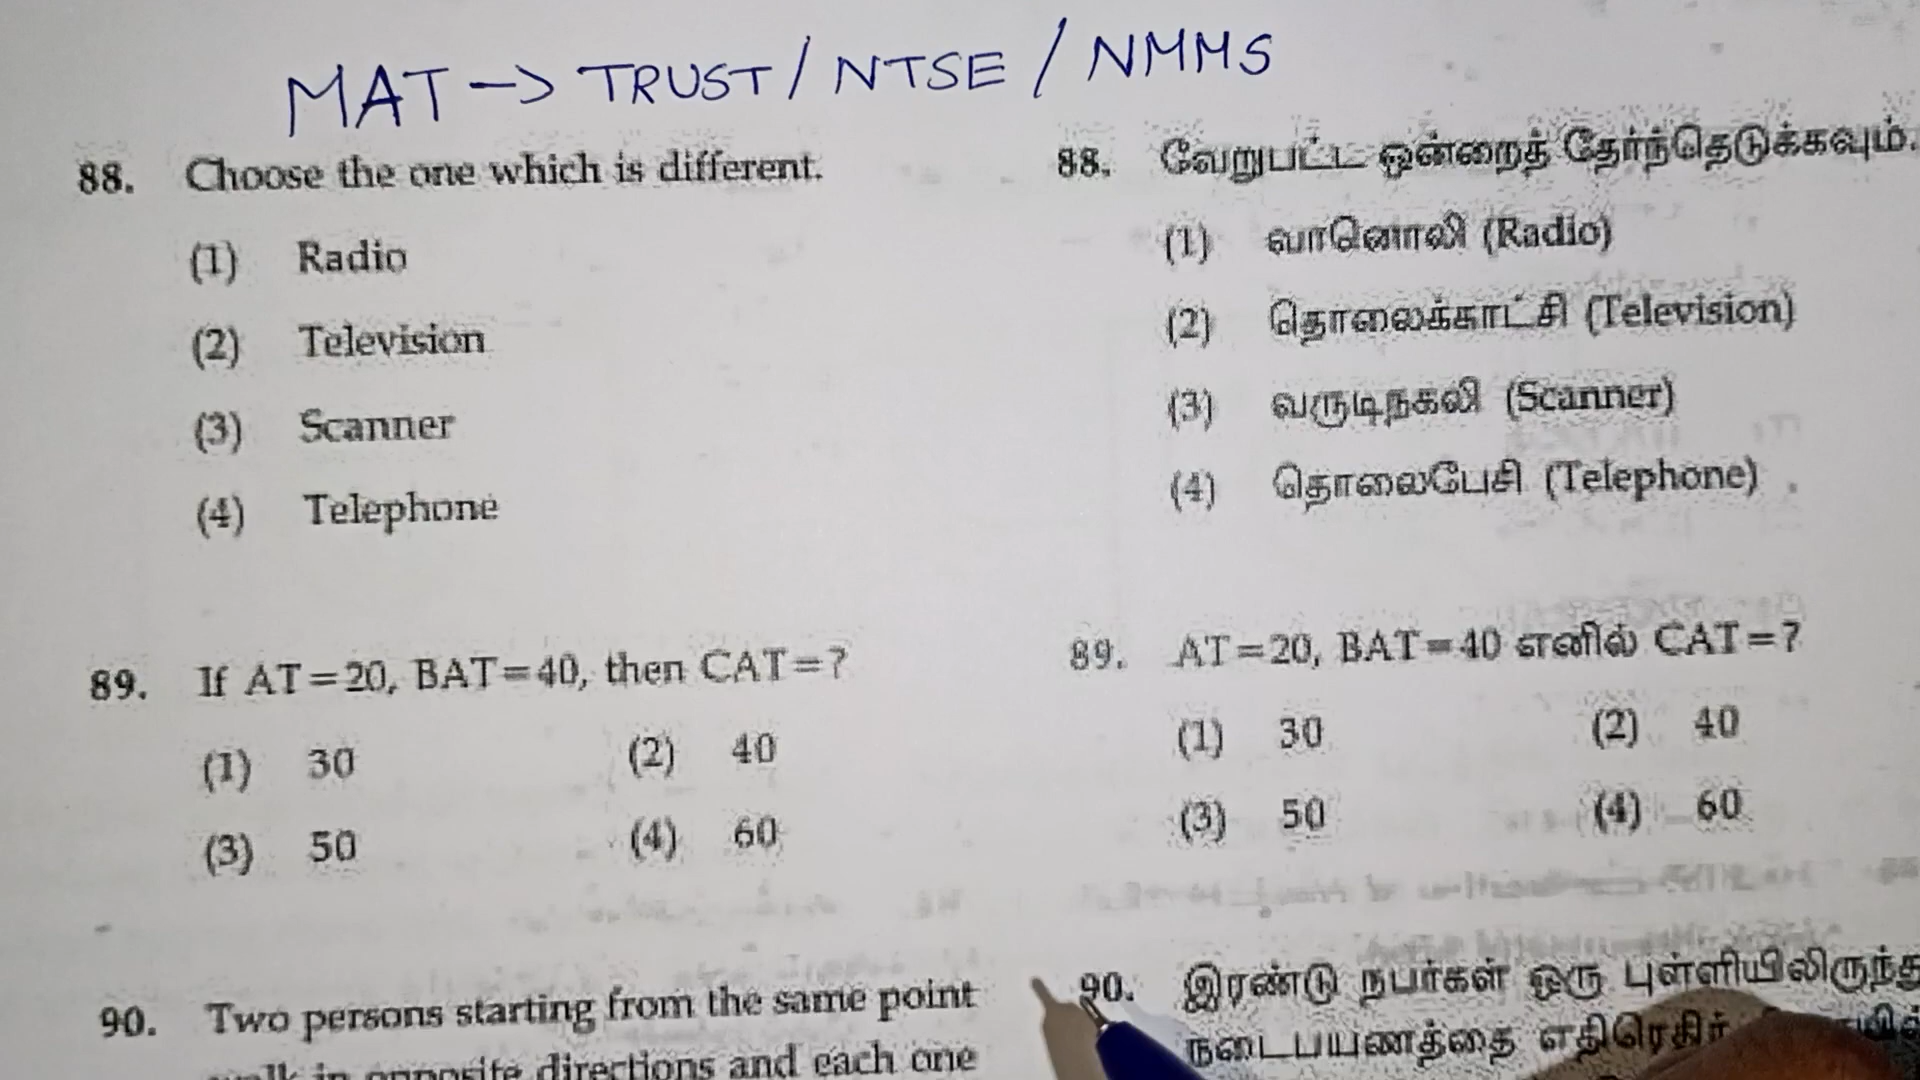 MAT -> TRUST / NTSE / NMMS
88. Choose the one which is different.
(1) Radio
(2) Television
(3) Scanner
(4) Telephone
89. If AT=20, BAT=40, then CAT=?
(1) 30 (2) 40
(3) 50 (4) 60
90. Two persons starting from the same point
walk in opposite directions and each one
88. வேறுபட்ட ஒன்றைத் தேர்ந்தெடுக்கவும்.
(1) வானொலி (Radio)
(2) தொலைக்காட்சி (Television)
(3) வருடிநகலி (Scanner)
(4) தொலைபேசி (Telephone)
89. AT=20, BAT=40 எனில் CAT=?
(1) 30 (2) 40
(3) 50 (4) 60
90. இரண்டு நபர்கள் ஒரு புள்ளியிலிருந்து
நடைபயணத்தை